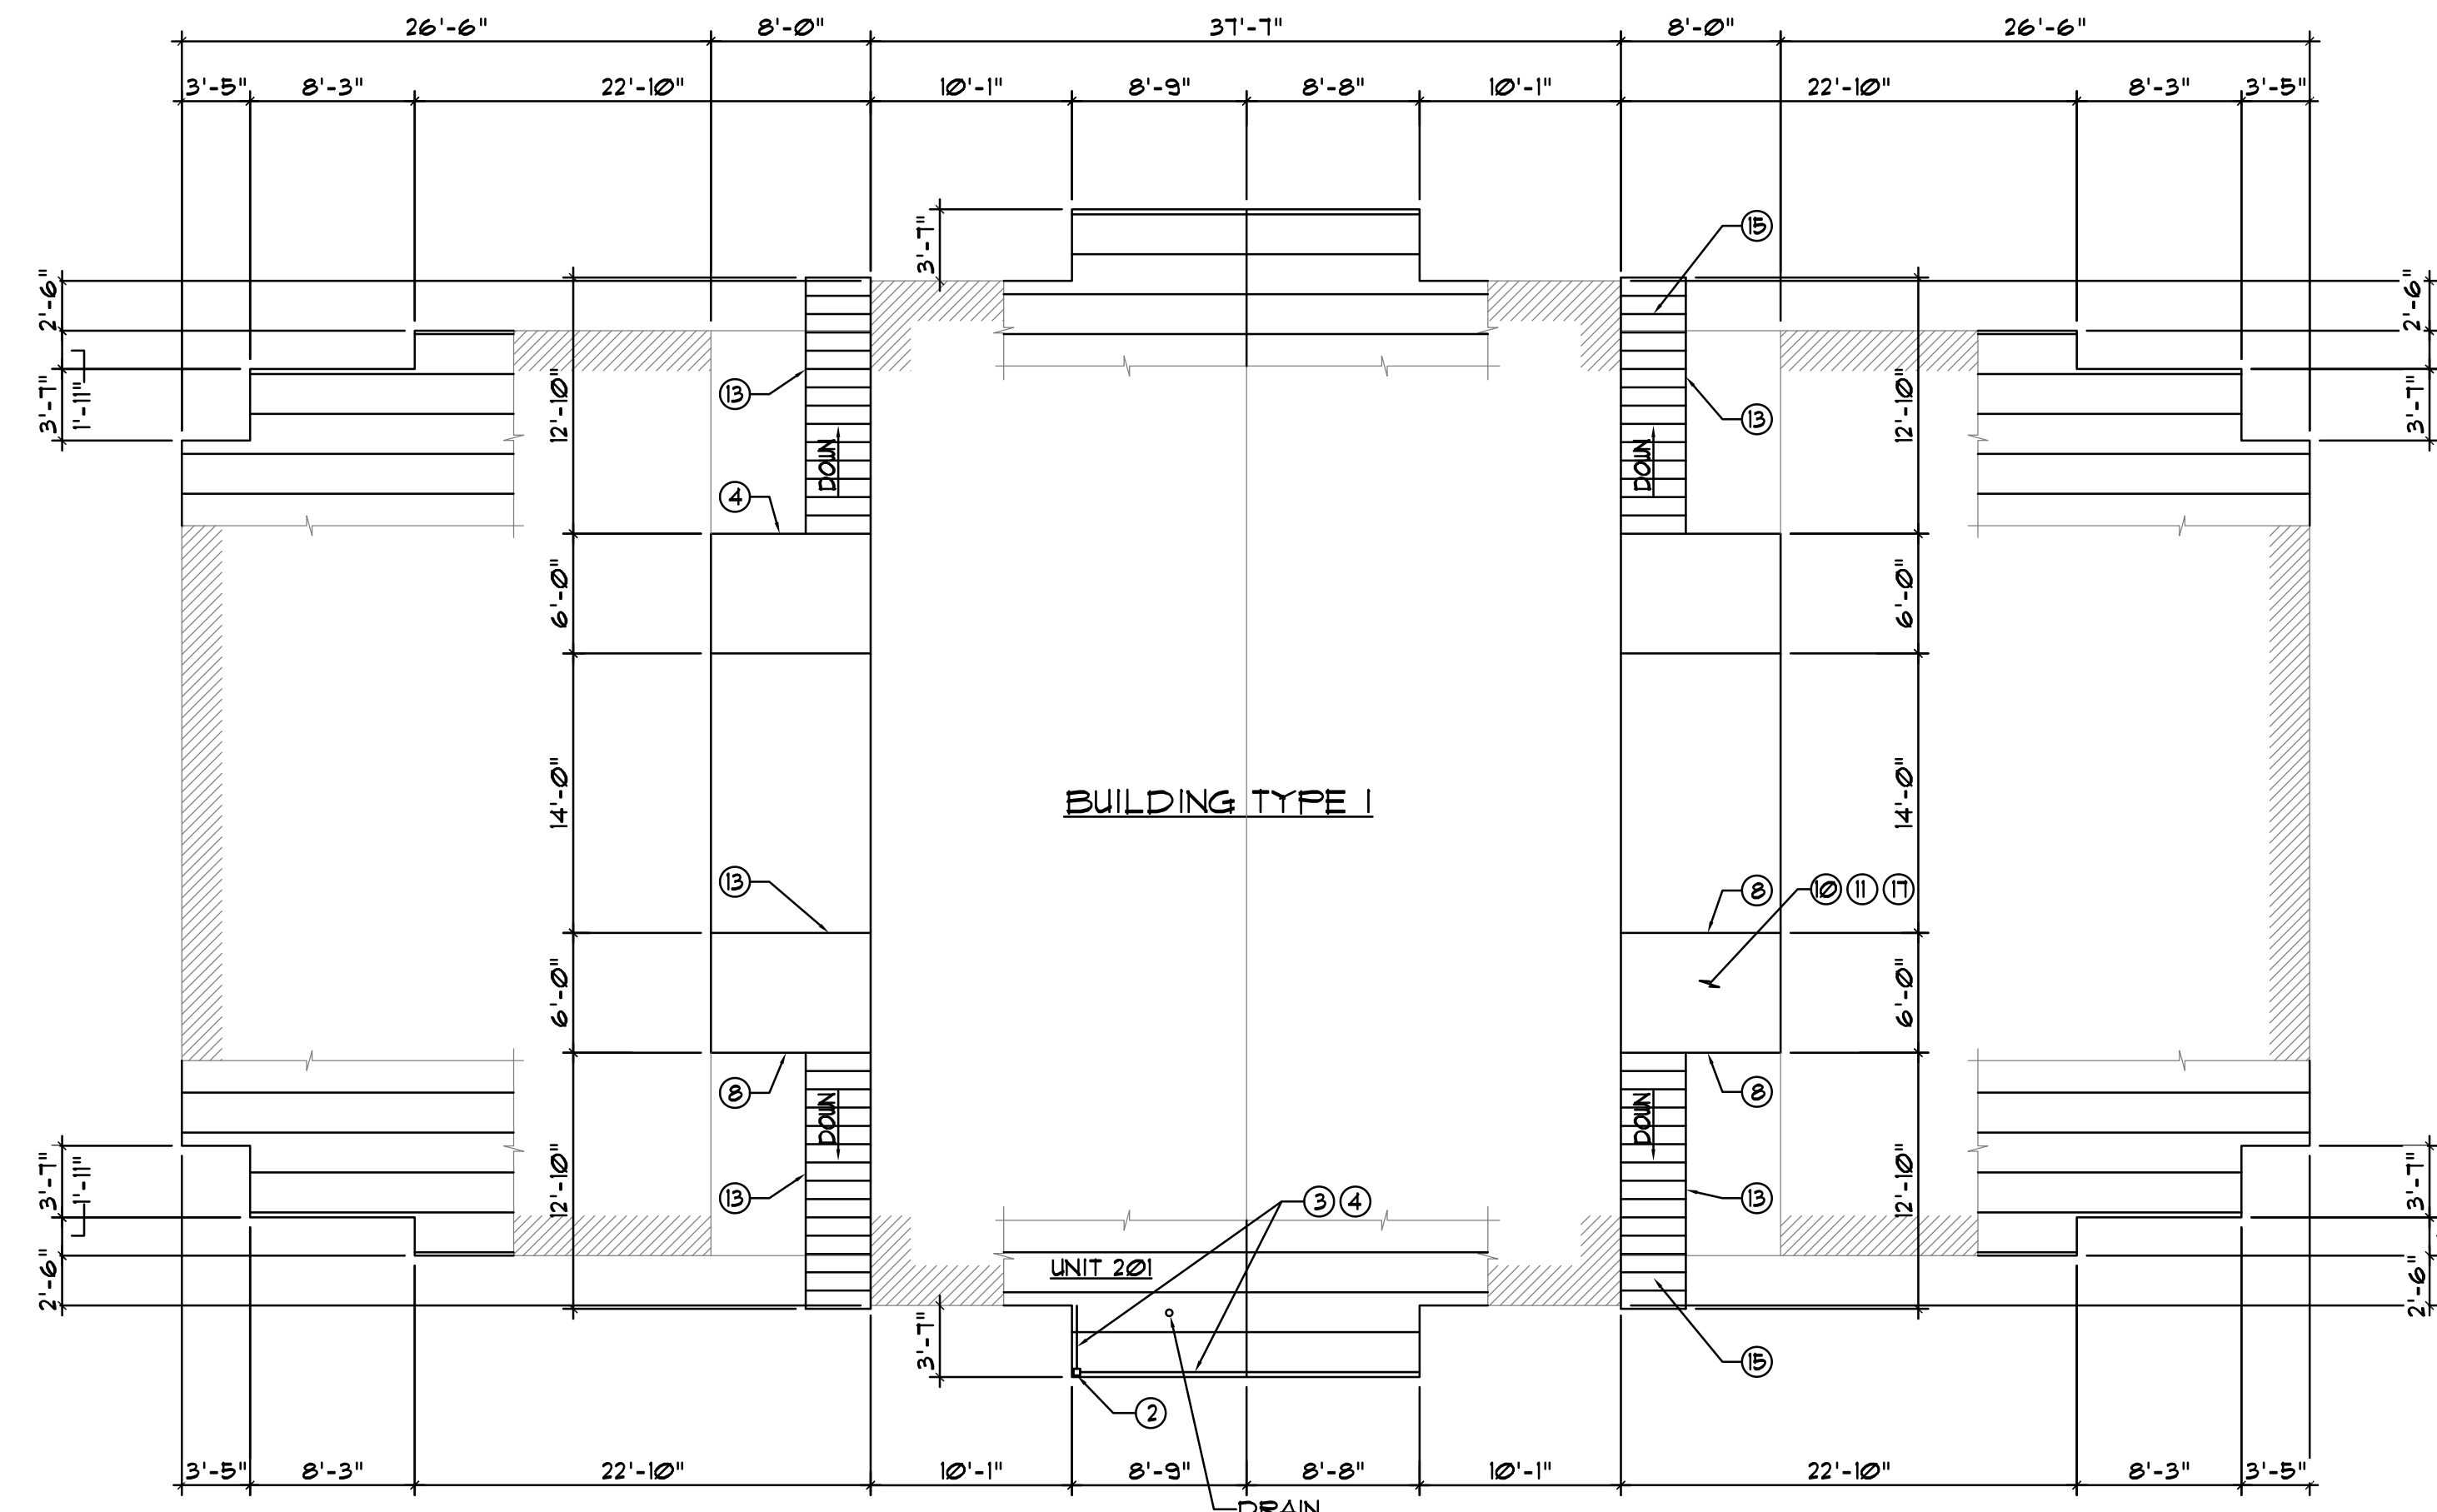 26'-6" 8'-0" 37'-7" 8'-0" 26'-6"
3'-5" 8'-3" 22'-10" 10'-1" 8'-9" 8'-8" 10'-1" 22'-10" 8'-3" 3'-5"
3'-7"
15
2'-6" 2'-6"
3'-7" 1'-11" 12'-10" 13 13 12'-10" 3'-7"
DOWN DOWN
4
6'-0" 6'-0"
14'-0" BUILDING TYPE 1 14'-0"
13 8 10 11 17
6'-0" 6'-0"
8 8
DOWN DOWN
3'-7" 1'-11" 12'-10" 13 3 4 13 12'-10" 3'-7"
2'-6" UNIT 201 2'-6"
3'-7" 15
2
3'-5" 8'-3" 22'-10" 10'-1" 8'-9" 8'-8" 10'-1" 22'-10" 8'-3" 3'-5"
DRAIN